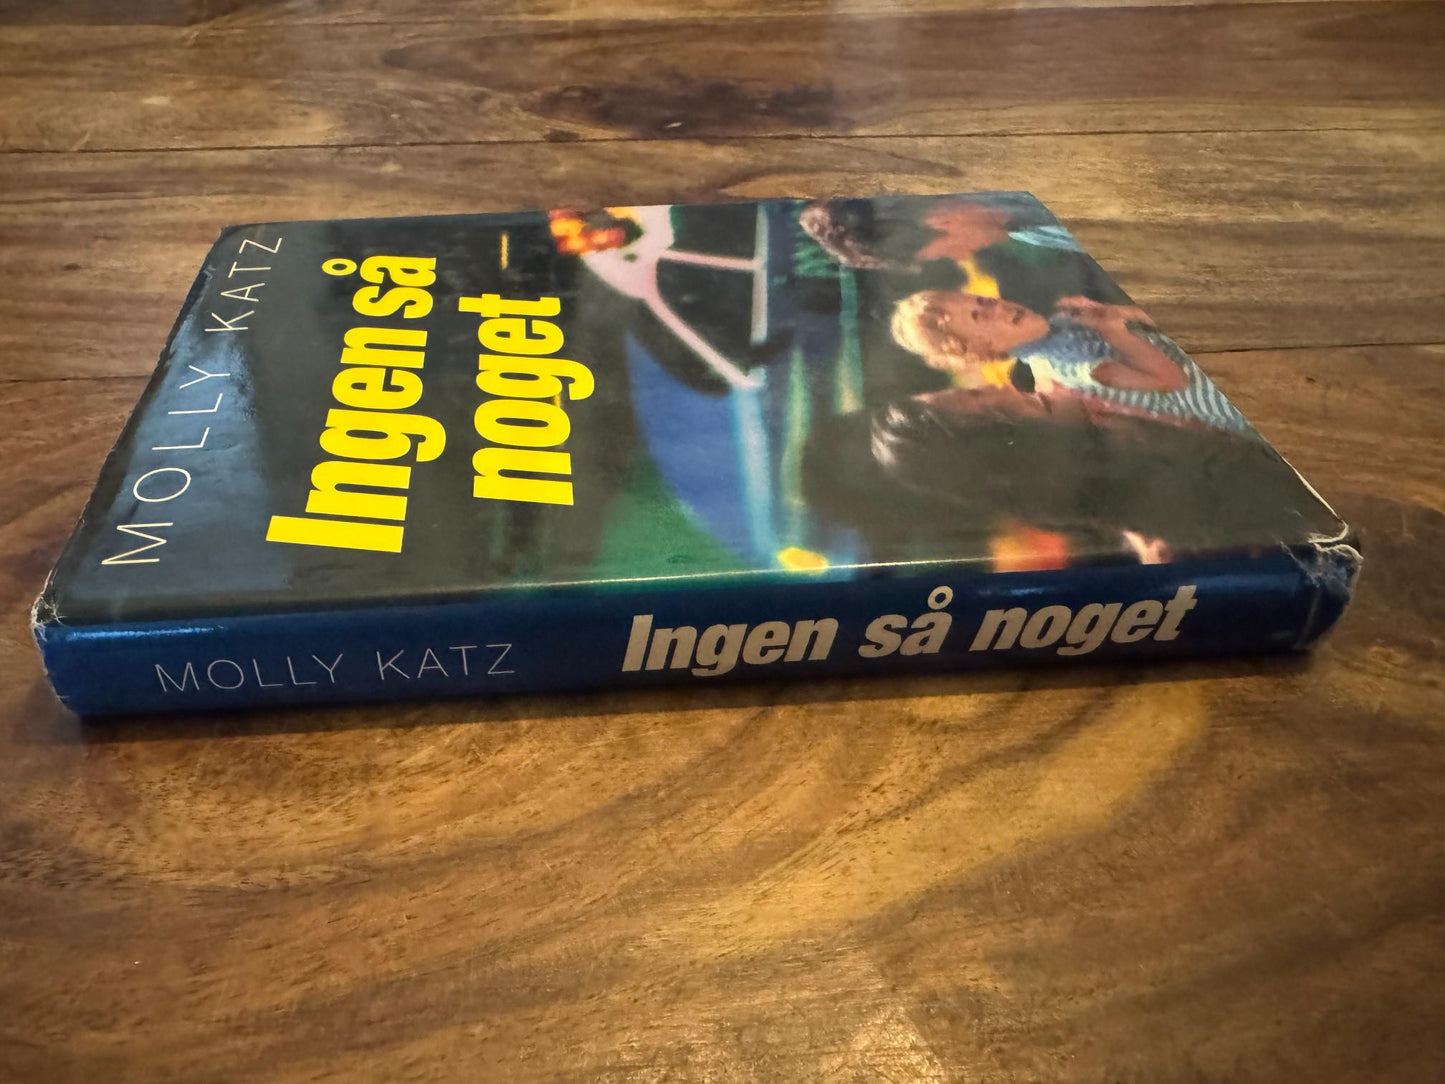 MOLLY KATZ
Ingen så
noget
MOLLY KATZ Ingen så noget